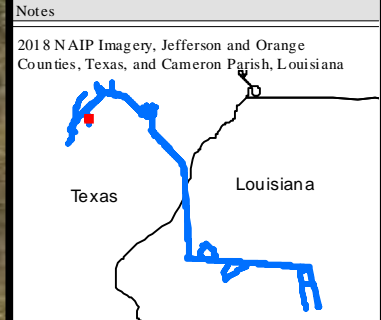 Notes
2018 NAIP Imagery, Jefferson and Orange
Counties, Texas, and Cameron Parish, Louisiana
Texas
Louisiana